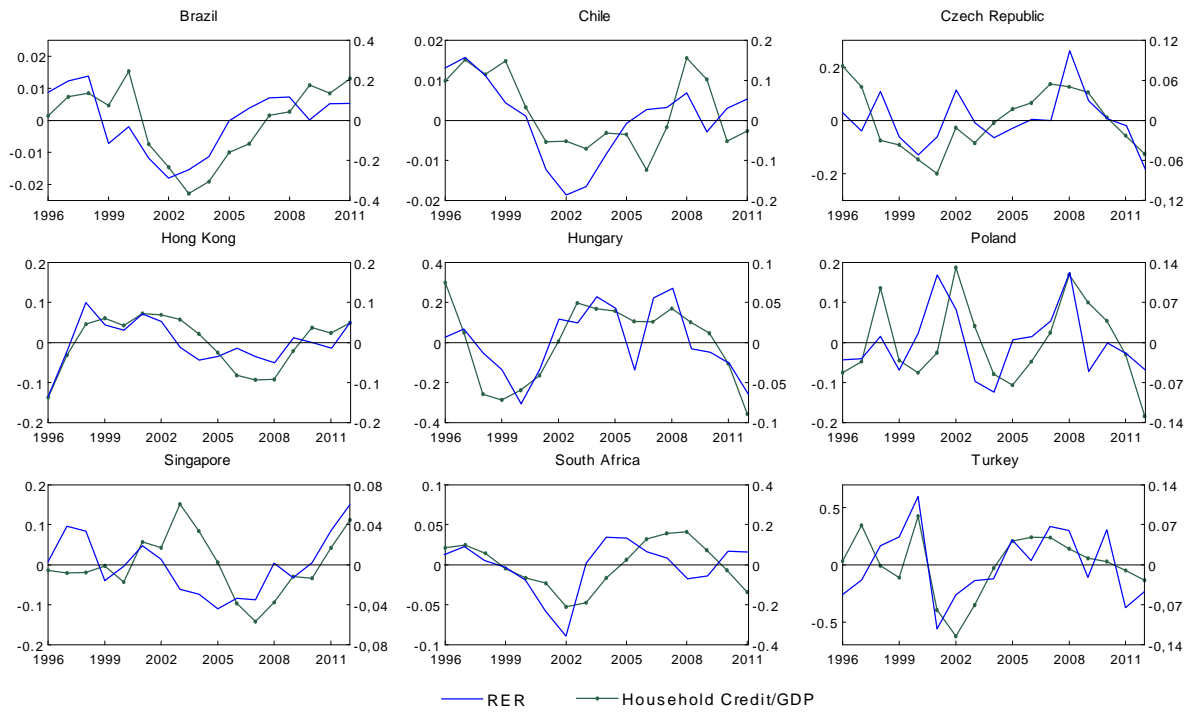 Brazil Chile Czech Republic
0.02 0.4 0.02 0.2 0.12
0.01 0.2 0.01 0.1 0.2 0.06
0 0 0 0 0 0
-0.01 -0.2 -0.01 -0.1 -0.06
-0.02 -0.4 -0.02 -0.2 -0.2 -0,12
1996 1999 2002 2005 2008 2011 1996 1999 2002 2005 2008 2011 1996 1999 2002 2005 2008 2011
Hong Kong Hungary Poland
0.2 0.2 0.4 0.1 0.2 0.14
0.1 0.1 0.2 0.05 0.1 0.07
0 0 0 0 0 0
-0.1 -0.1 -0.2 -0.05 -0.1 -0.07
-0.2 -0.2 -0.4 -0.1 -0.2 -0.14
1996 1999 2002 2005 2008 2011 1996 1999 2002 2005 2008 2011 1996 1999 2002 2005 2008 2011
Singapore South Africa Turkey
0.2 0.08 0.1 0.4 0.14
0.1 0.04 0.05 0.2 0.5 0.07
0 0 0 0 0 0
-0.1 -0,04 -0.05 -0.2 -0.5 -0,07
-0.2 -0,08 -0.1 -0.4 -0,14
1996 1999 2002 2005 2008 2011 1996 1999 2002 2005 2008 2011 1996 1999 2002 2005 2008 2011
RER Household Credit/GDP